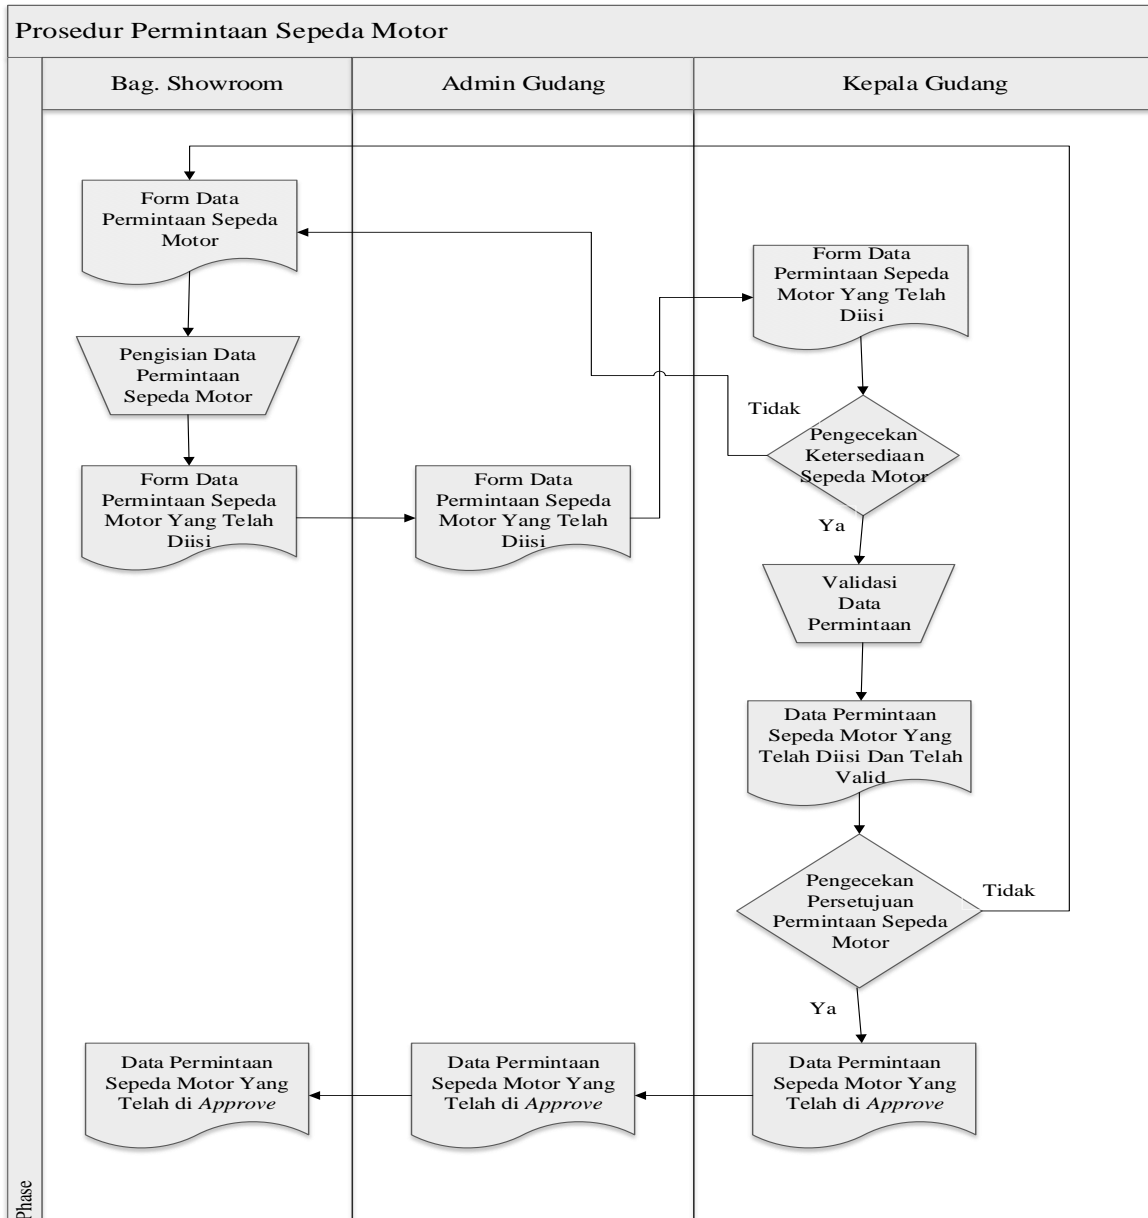 Prosedur Permintaan Sepeda Motor
Bag. Showroom
Admin Gudang
Kepala Gudang
Form Data
Permintaan Sepeda
Motor
Pengisian Data
Permintaan
Sepeda Motor
Form Data
Permintaan Sepeda
Motor Yang Telah
Diisi
Form Data
Permintaan Sepeda
Motor Yang Telah
Diisi
Form Data
Permintaan Sepeda
Motor Yang Telah
Diisi
Tidak
Pengecekan
Ketersediaan
Sepeda Motor
Ya
Validasi
Data
Permintaan
Data Permintaan
Sepeda Motor Yang
Telah Diisi Dan Telah
Valid
Pengecekan
Persetujuan
Permintaan Sepeda
Motor
Tidak
Ya
Data Permintaan
Sepeda Motor Yang
Telah di Approve
Data Permintaan
Sepeda Motor Yang
Telah di Approve
Data Permintaan
Sepeda Motor Yang
Telah di Approve
Phase